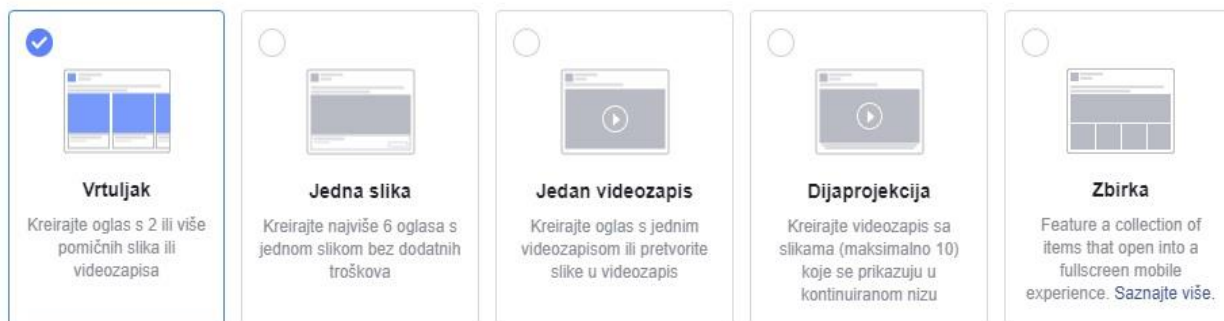 Vrtuljak
Kreirajte oglas s 2 ili više
pomičnih slika ili
videozapisa
Jedna slika
Kreirajte najviše 6 oglasa s
jednom slikom bez dodatnih
troškova
Jedan videozapis
Kreirajte oglas s jednim
videozapisom ili pretvorite
slike u videozapis
Dijaprojekcija
Kreirajte videozapis sa
slikama (maksimalno 10)
koje se prikazuju u
kontinuiranom nizu
Zbirka
Feature a collection of
items that open into a
fullscreen mobile
experience. Saznajte više.